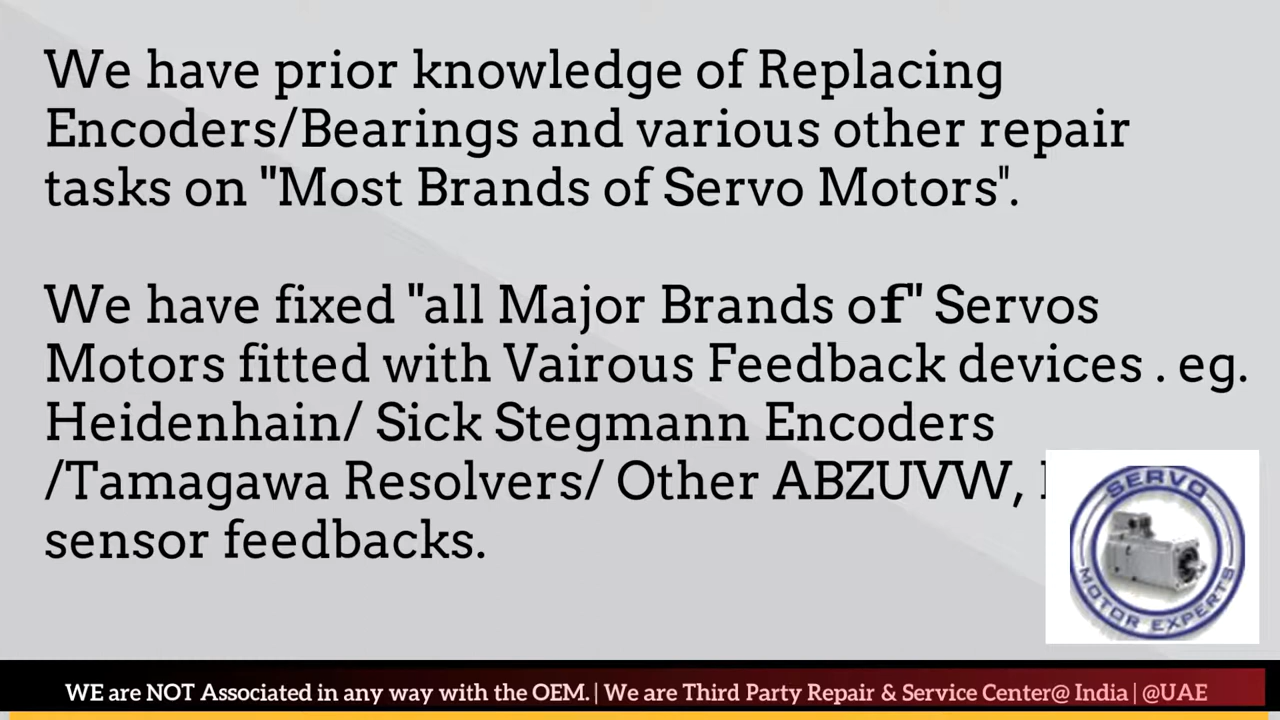 We have prior knowledge of Replacing
Encoders/Bearings and various other repair
tasks on "Most Brands of Servo Motors".
We have fixed "all Major Brands of" Servos
Motors fitted with Vairous Feedback devices . eg.
Heidenhain/ Sick Stegmann Encoders
/Tamagawa Resolvers/ Other ABZUVW,
sensor feedbacks.
SERVO
MOTOR EXPERTS
WE are NOT Associated in any way with the OEM. | We are Third Party Repair & Service Center@ India | @UAE